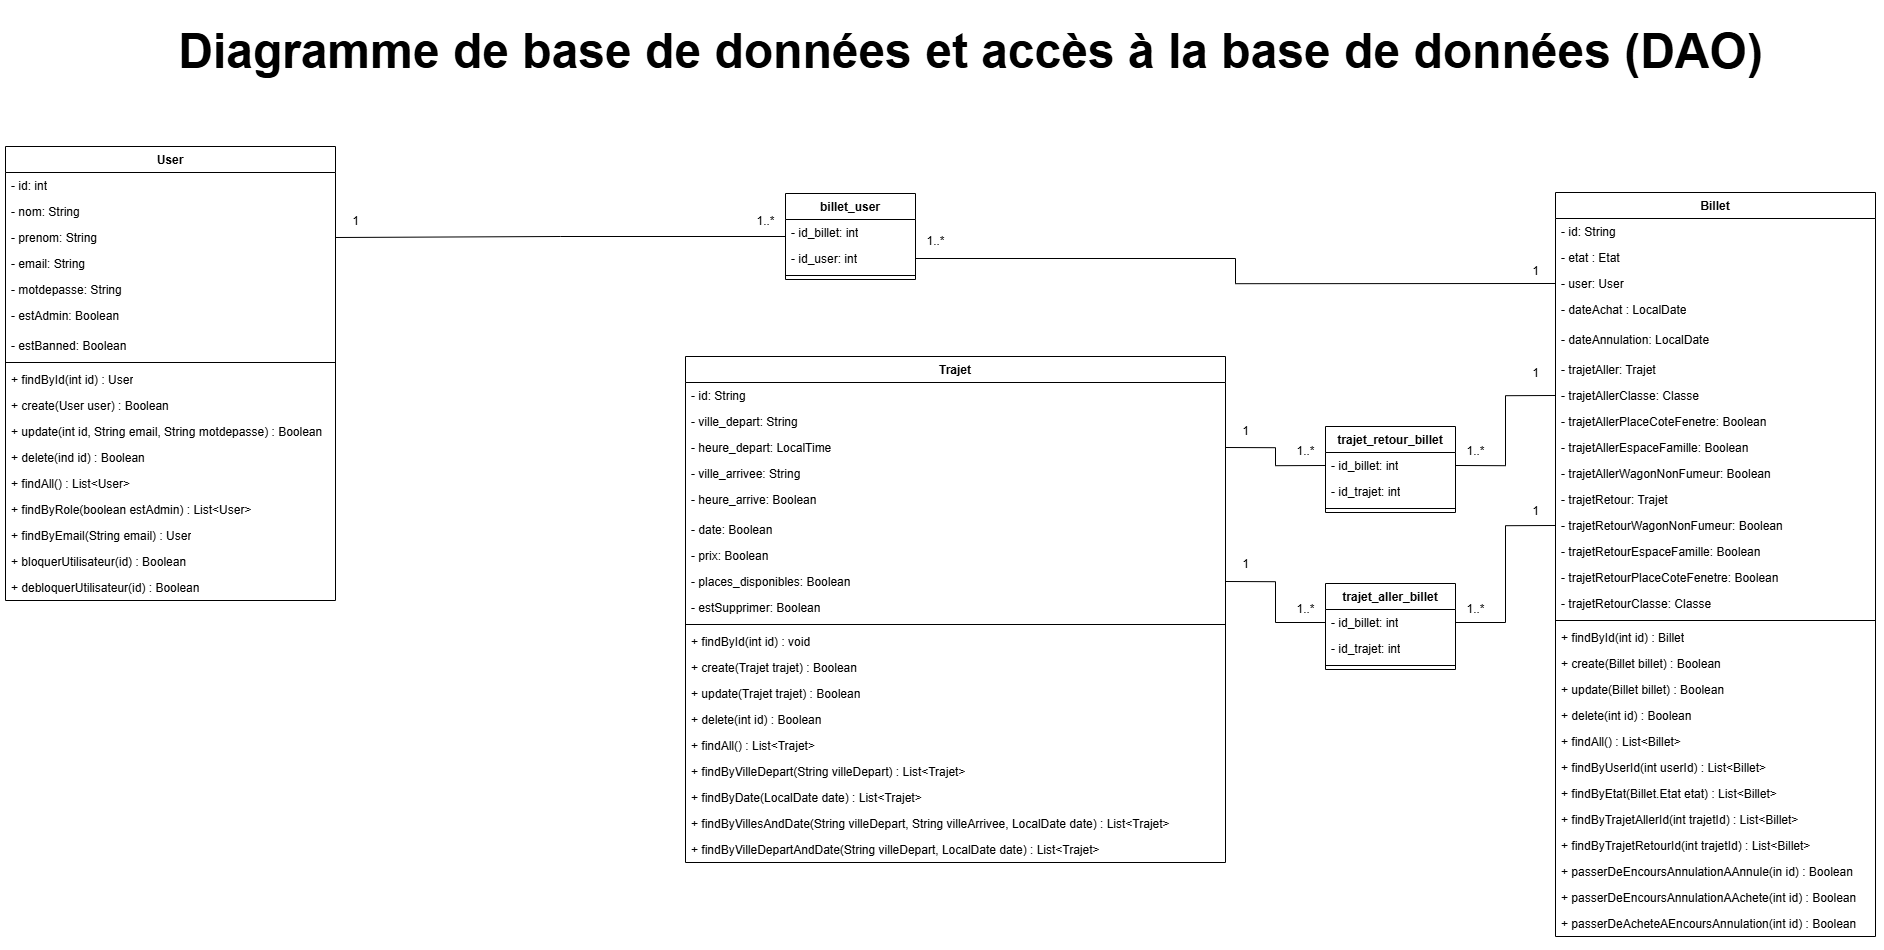 Diagramme de base de données et accès à la base de données (DAO)
User
- id: int
- nom: String
- prenom: String
- email: String
- motdepasse: String
- estAdmin: Boolean
- estBanned: Boolean
+ findById(int id) : User
+ create(User user) : Boolean
+ update(int id, String email, String motdepasse) : Boolean
+ delete(ind id) : Boolean
+ findAll() : List<User>
+ findByRole(boolean estAdmin) : List<User>
+ findByEmail(String email) : User
+ bloquerUtilisateur(id) : Boolean
+ debloquerUtilisateur(id) : Boolean
1
1..*
billet_user
- id_billet: int
- id_user: int
1..*
1
Trajet
- id: String
- ville_depart: String
- heure_depart: LocalTime
- ville_arrivee: String
- heure_arrive: Boolean
- date: Boolean
- prix: Boolean
- places_disponibles: Boolean
- estSupprimer: Boolean
+ findById(int id) : void
+ create(Trajet trajet) : Boolean
+ update(Trajet trajet) : Boolean
+ delete(int id) : Boolean
+ findAll() : List<Trajet>
+ findByVilleDepart(String villeDepart) : List<Trajet>
+ findByDate(LocalDate date) : List<Trajet>
+ findByVillesAndDate(String villeDepart, String villeArrivee, LocalDate date) : List<Trajet>
+ findByVilleDepartAndDate(String villeDepart, LocalDate date) : List<Trajet>
1
1..*
trajet_retour_billet
- id_billet: int
- id_trajet: int
1..*
1
1
1..*
trajet_aller_billet
- id_billet: int
- id_trajet: int
1..*
1
Billet
- id: String
- etat : Etat
- user: User
- dateAchat : LocalDate
- dateAnnulation: LocalDate
- trajetAller: Trajet
- trajetAllerClasse: Classe
- trajetAllerPlaceCoteFenetre: Boolean
- trajetAllerEspaceFamille: Boolean
- trajetAllerWagonNonFumeur: Boolean
- trajetRetour: Trajet
- trajetRetourWagonNonFumeur: Boolean
- trajetRetourEspaceFamille: Boolean
- trajetRetourPlaceCoteFenetre: Boolean
- trajetRetourClasse: Classe
+ findById(int id) : Billet
+ create(Billet billet) : Boolean
+ update(Billet billet) : Boolean
+ delete(int id) : Boolean
+ findAll() : List<Billet>
+ findByUserId(int userId) : List<Billet>
+ findByEtat(Billet.Etat etat) : List<Billet>
+ findByTrajetAllerId(int trajetId) : List<Billet>
+ findByTrajetRetourId(int trajetId) : List<Billet>
+ passerDeEncoursAnnulationAAnnule(in id) : Boolean
+ passerDeEncoursAnnulationAAchete(int id) : Boolean
+ passerDeAcheteAEncoursAnnulation(int id) : Boolean